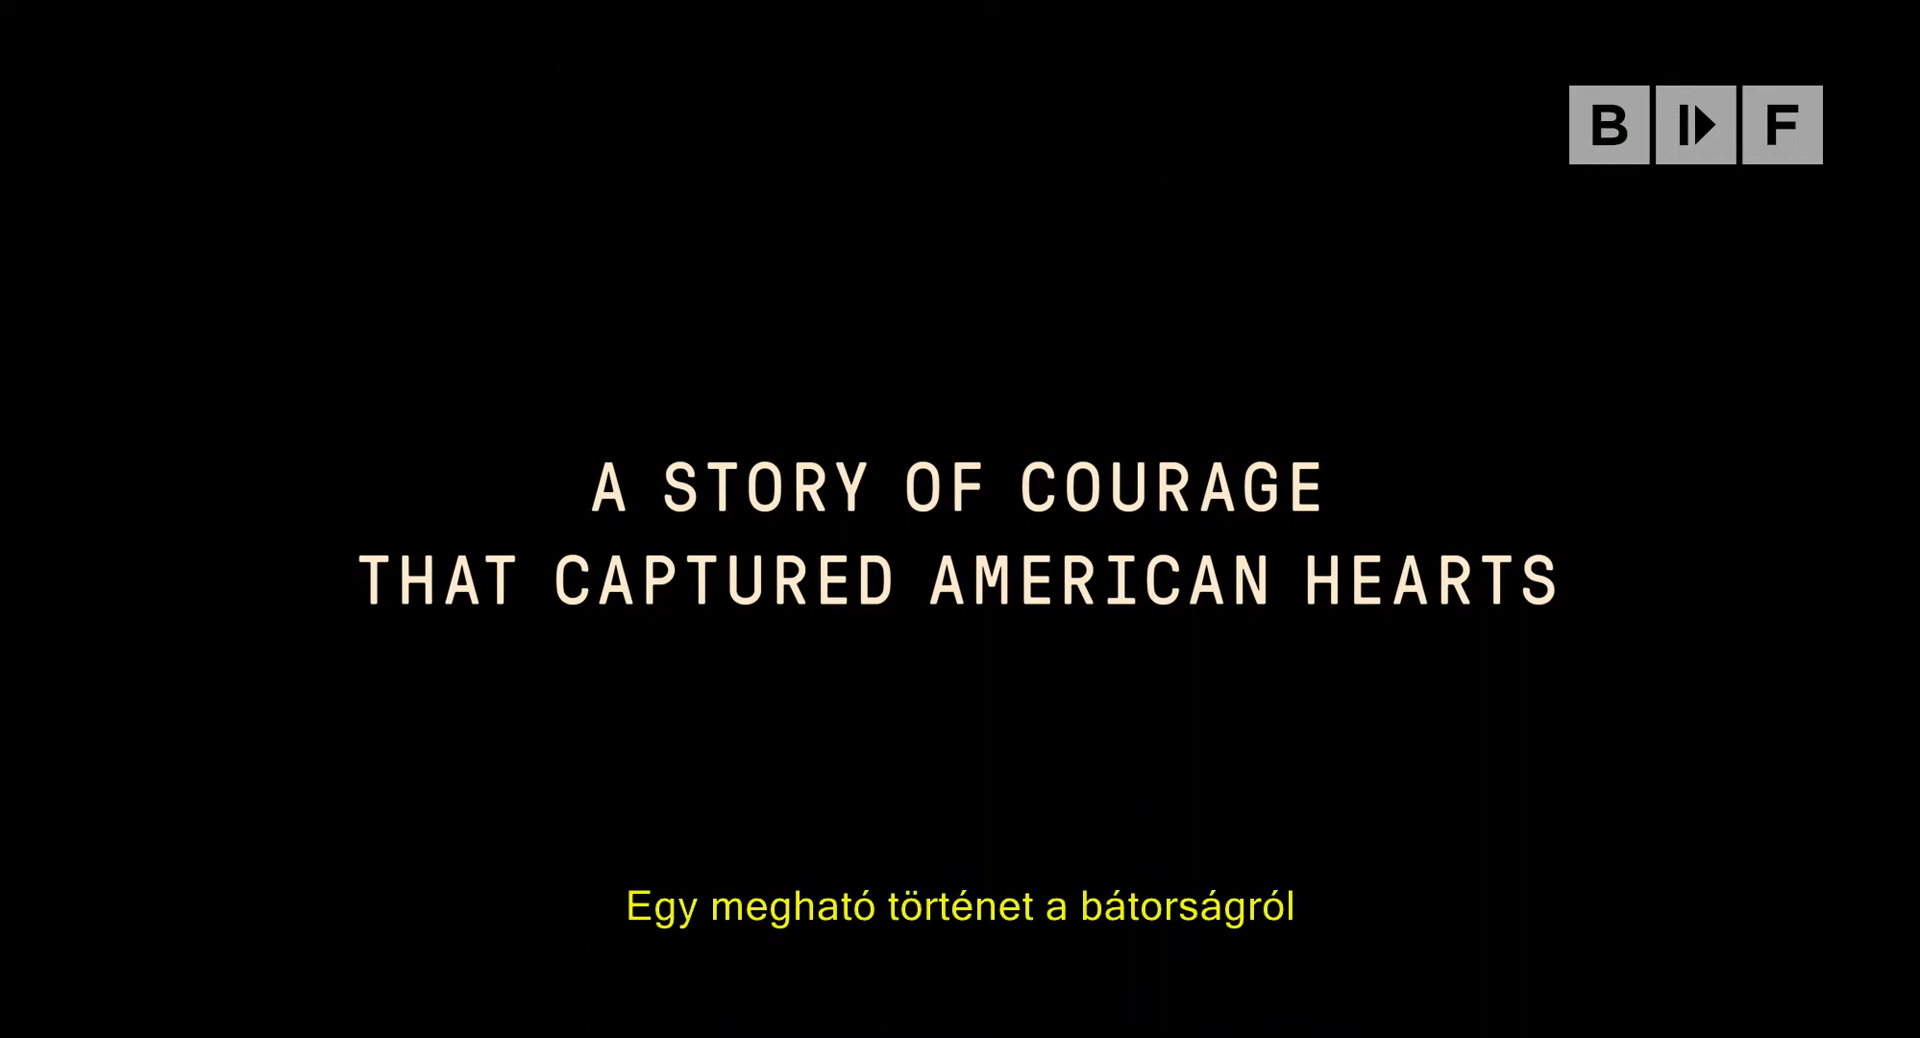 B I F
A STORY OF COURAGE
THAT CAPTURED AMERICAN HEARTS
Egy megható történet a bátorságról